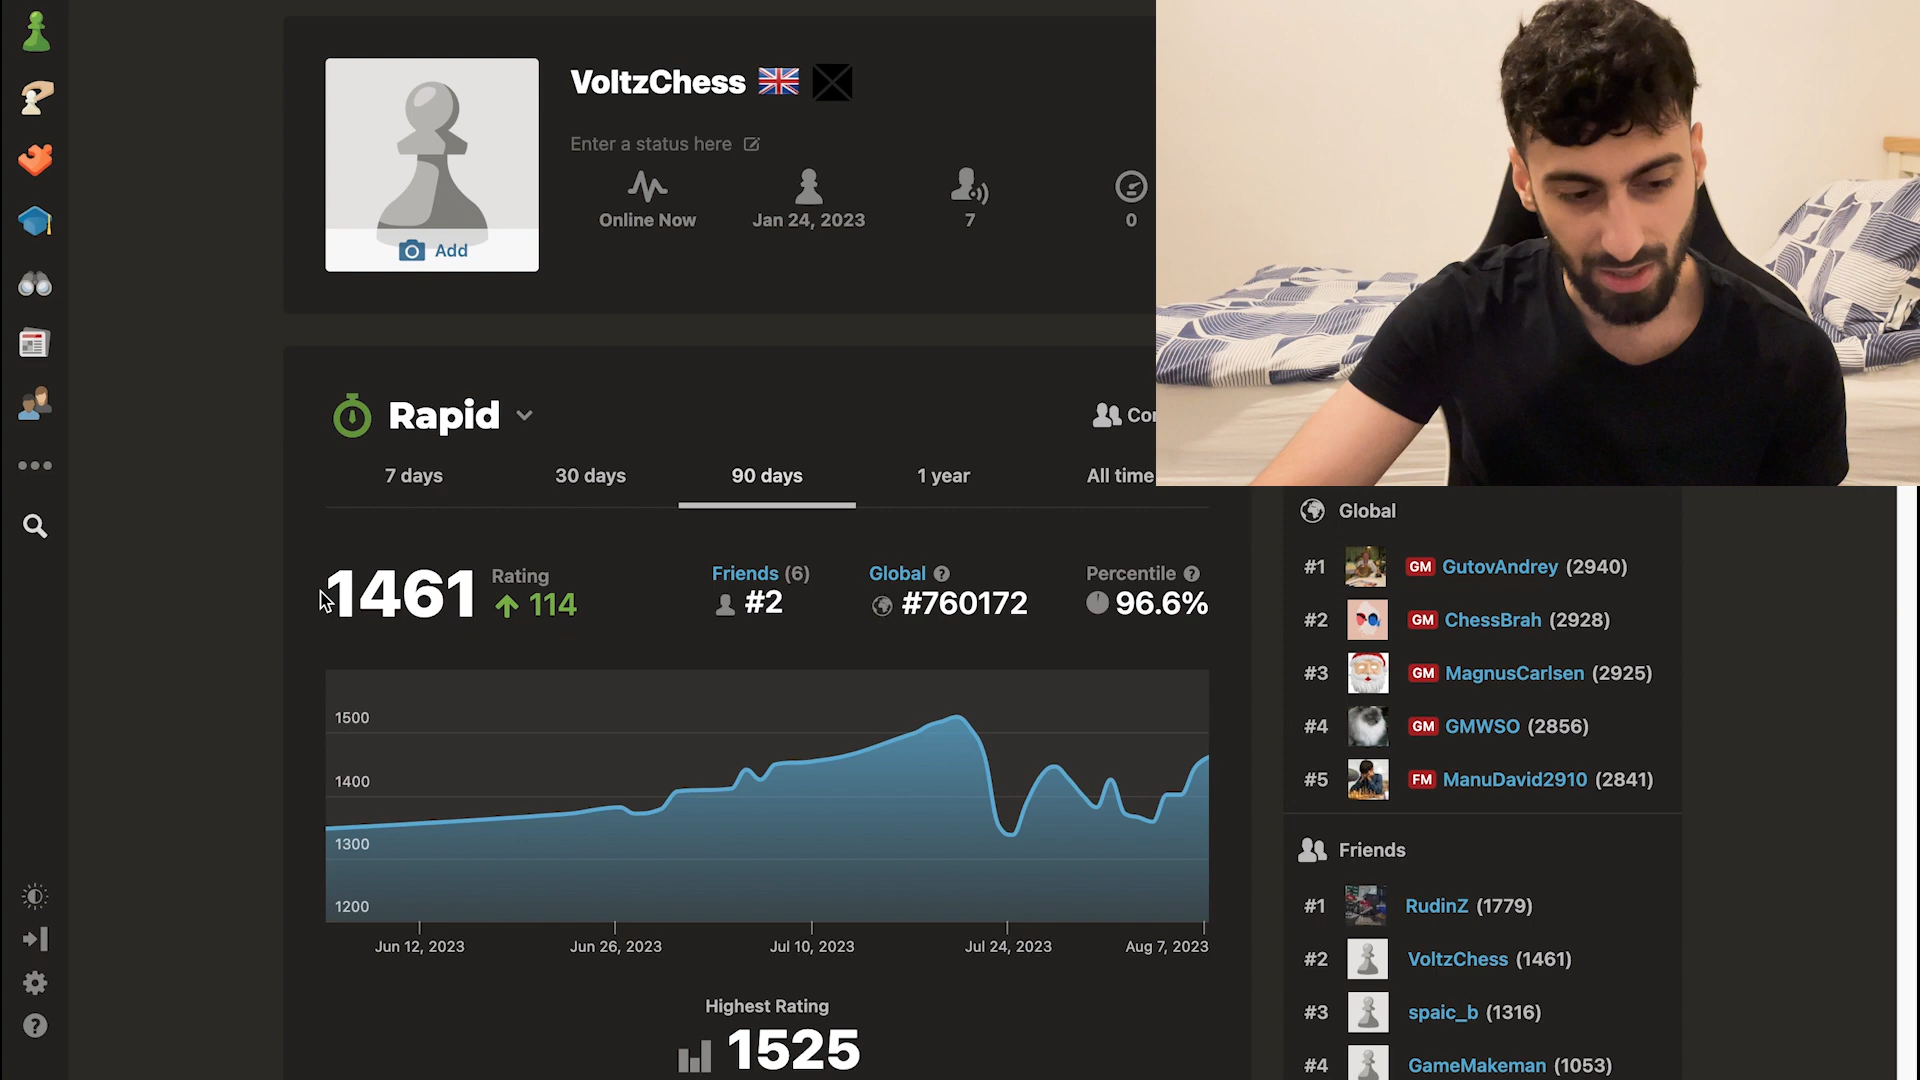 VoltzChess
Enter a status here
Online Now
Jan 24, 2023
7
0
Add
Rapid
Con
7 days
30 days
90 days
1 year
All time
1461
Rating
114
Friends (6)
#2
Global
#760172
Percentile
96.6%
1500
1400
1300
1200
Jun 12, 2023
Jun 26, 2023
Jul 10, 2023
Jul 24, 2023
Aug 7, 2023
Highest Rating
1525
Global
#1 GM GutovAndrey (2940)
#2 GM ChessBrah (2928)
#3 GM MagnusCarlsen (2925)
#4 GM GMWSO (2856)
#5 FM ManuDavid2910 (2841)
Friends
#1 RudinZ (1779)
#2 VoltzChess (1461)
#3 spaic_b (1316)
#4 GameMakeman (1053)